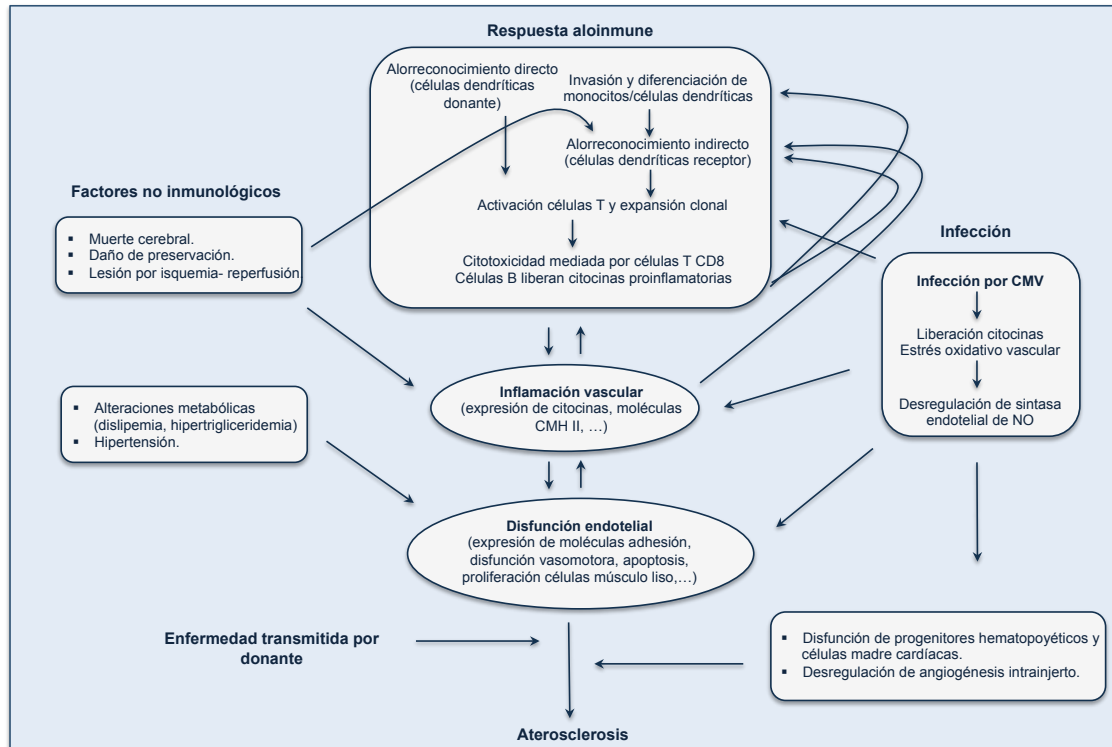 Respuesta aloinmune
Alorreconocimiento directo
(células dendríticas
donante)
Invasión y diferenciación de
monocitos/células dendríticas
Alorreconocimiento indirecto
(células dendríticas receptor)
Activación células T y expansión clonal
Citotoxicidad mediada por células T CD8
Células B liberan citocinas proinflamatorias
Factores no inmunológicos
▪ Muerte cerebral.
▪ Daño de preservación.
▪ Lesión por isquemia- reperfusión.
Infección
Infección por CMV
Liberación citocinas
Estrés oxidativo vascular
Desregulación de sintasa
endotelial de NO
Inflamación vascular
(expresión de citocinas, moléculas
CMH II, ...)
▪ Alteraciones metabólicas
(dislipemia, hipertrigliceridemia)
▪ Hipertensión.
Disfunción endotelial
(expresión de moléculas adhesión,
disfunción vasomotora, apoptosis,
proliferación células músculo liso,...)
Enfermedad transmitida por
donante
▪ Disfunción de progenitores hematopoyéticos y
células madre cardíacas.
▪ Desregulación de angiogénesis intrainjerto.
Aterosclerosis